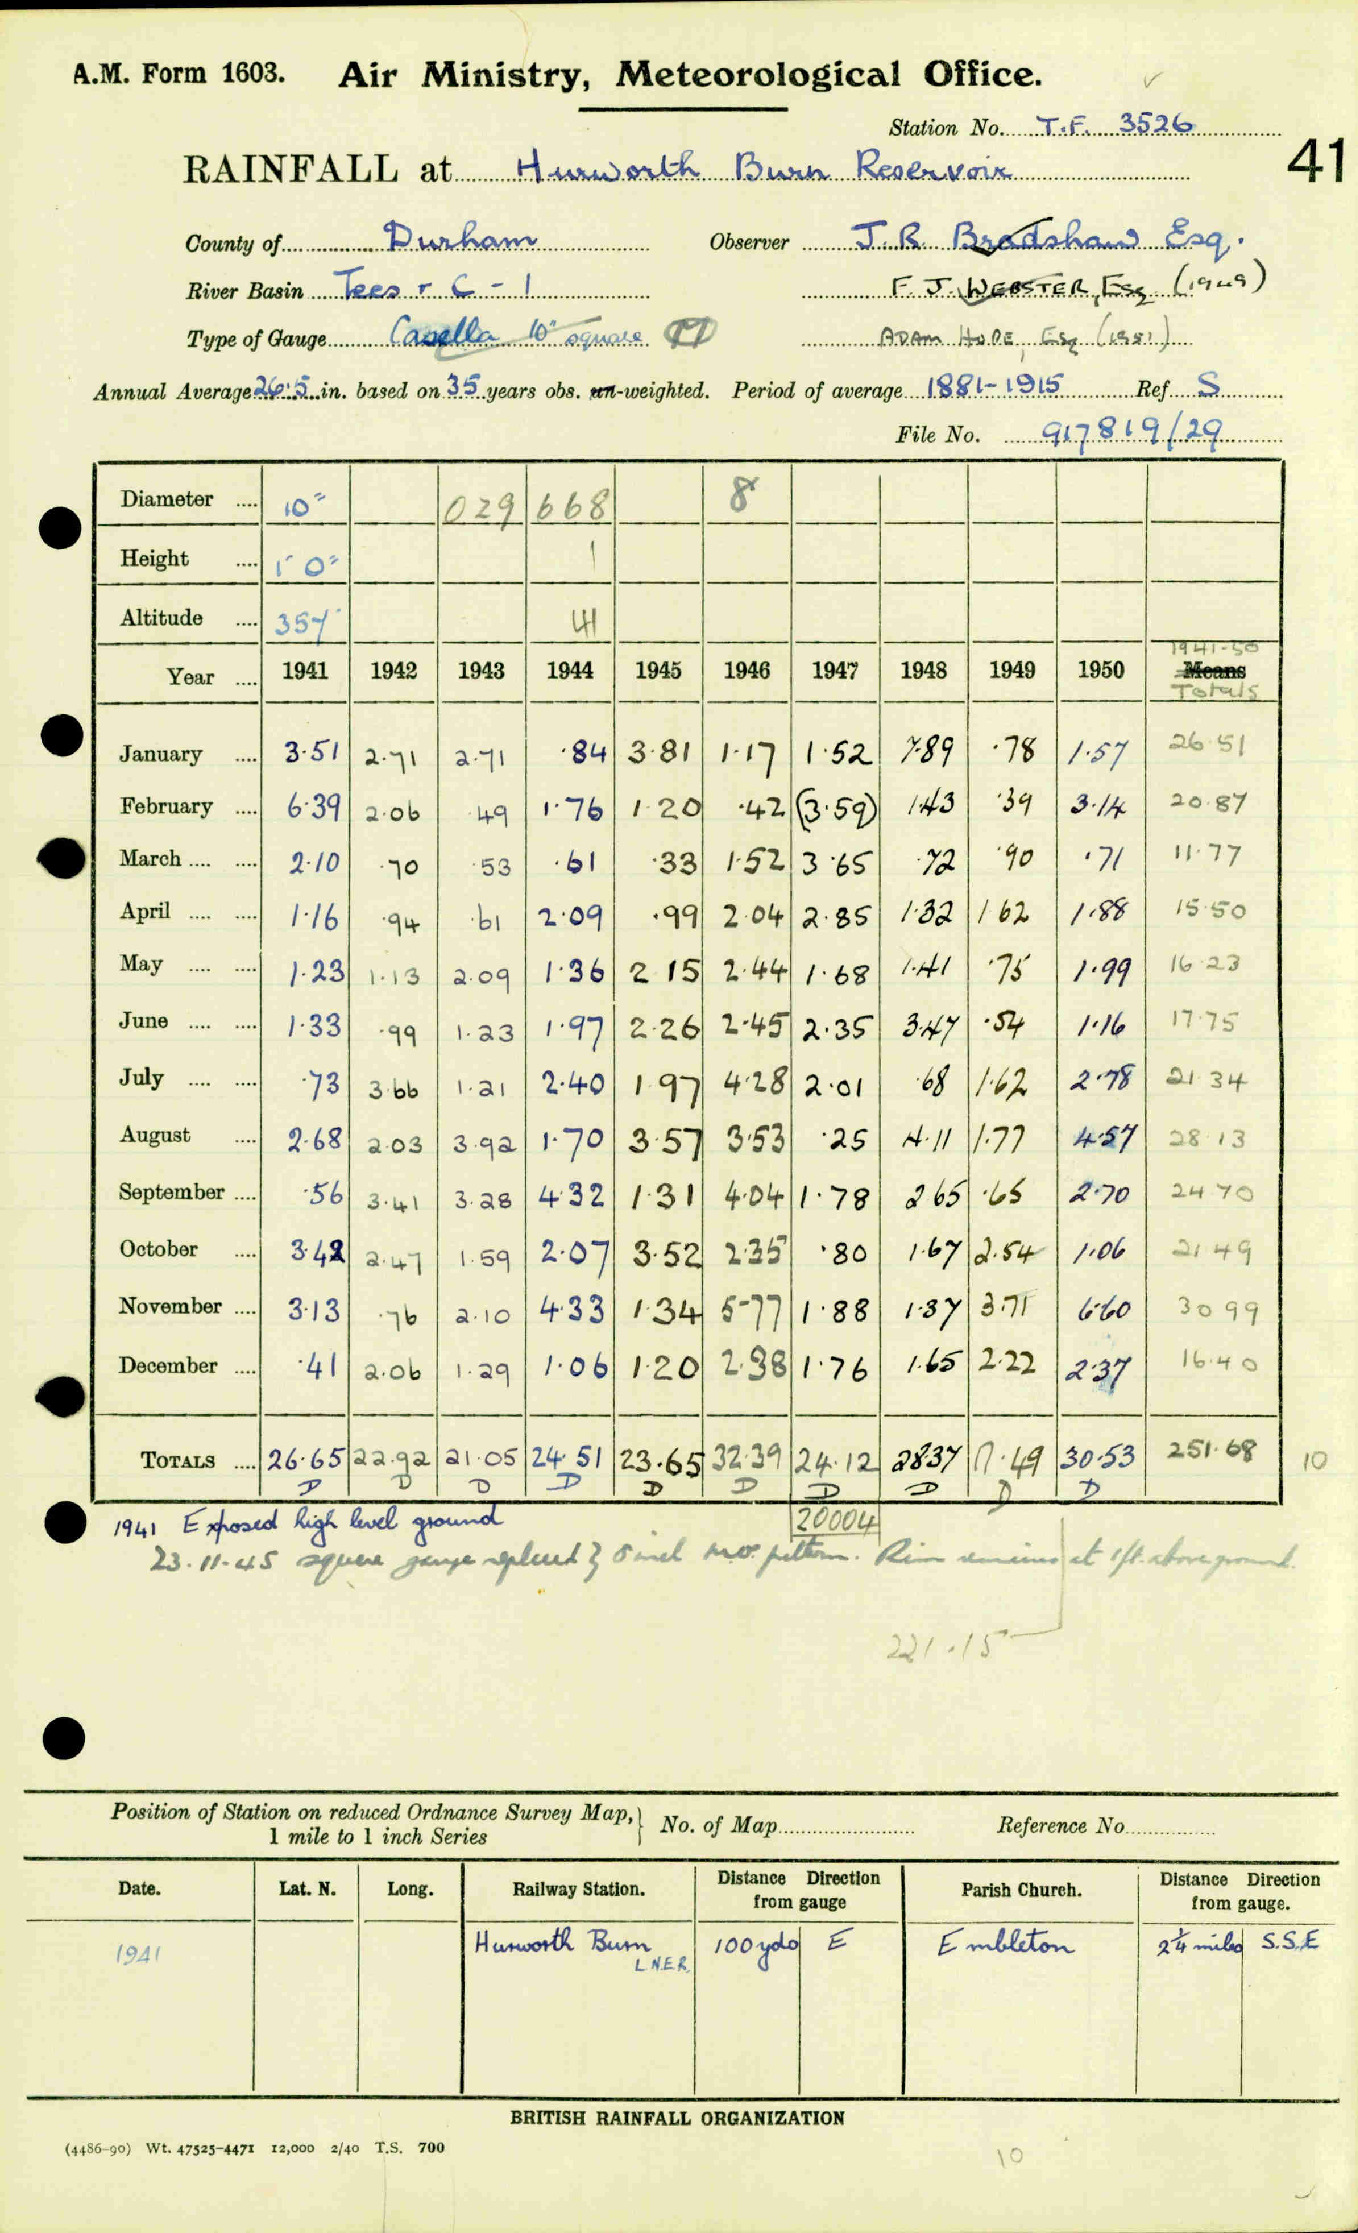 A.M. Form 1603. Air Ministry, Meteorological Office.
Station No. T.F. 3526
41
RAINFALL at Hurworth Burn Reservoir
County of Durham Observer J.R. Bradshaw Esq.
River Basin Tees + C - 1 F. J. WEBSTER, Esq (1949)
Type of Gauge Casella 10" square ADAM HOPE, Esq (1951)
Annual Average 26.5 in. based on 35 years obs. un-weighted. Period of average 1881-1915 Ref. S
File No. 917819/29
Diameter .... 10" 029 668 8
Height .... 1' 0" 1
Altitude .... 357' 41
1941-50
Year .... 1941 1942 1943 1944 1945 1946 1947 1948 1949 1950 Means
Totals
January .... 3.51 2.71 2.71 .84 3.81 1.17 1.52 7.89 .78 1.57 26.51
February .... 6.39 2.06 .49 1.76 1.20 .42 (3.59) 1.43 .39 3.14 20.87
March .... .... 2.10 .70 .53 .61 .33 1.52 3.65 .72 .90 .71 11.77
April .... .... 1.16 .94 .61 2.09 .99 2.04 2.85 1.32 1.62 1.88 15.50
May .... .... 1.23 1.13 2.09 1.36 2.15 2.44 1.68 1.41 .75 1.99 16.23
June .... .... 1.33 .99 1.23 1.97 2.26 2.45 2.35 3.47 .54 1.16 17.75
July .... .... .73 3.66 1.21 2.40 1.97 4.28 2.01 .68 1.62 2.78 21.34
August .... 2.68 2.03 3.92 1.70 3.57 3.53 .25 4.11 1.77 4.57 28.13
September .... .56 3.41 3.28 4.32 1.31 4.04 1.78 2.65 .65 2.70 24.70
October .... 3.42 2.47 1.59 2.07 3.52 2.35 .80 1.67 2.54 1.06 21.49
November .... 3.13 .76 2.10 4.33 1.34 5.77 1.88 1.37 3.71 6.60 30.99
December .... .41 2.06 1.29 1.06 1.20 2.38 1.76 1.65 2.22 2.37 16.40
TOTALS .... 26.65 22.92 21.05 24.51 23.65 32.39 24.12 28.37 17.49 30.53 251.68 10
D D D D D D D D D D
1941 Exposed high level ground 20004
23.11.45 square gauge replaced by 8 inch M.O. pattern. Rim remains at 1 ft. above ground.
221.15
Position of Station on reduced Ordnance Survey Map, } No. of Map Reference No.
1 mile to 1 inch Series
Date. Lat. N. Long. Railway Station. Distance Direction from gauge Parish Church. Distance Direction from gauge.
1941 Hurworth Burn 100 yds E Embleton 2¼ miles S.S.E
L.N.E.R.
BRITISH RAINFALL ORGANIZATION
(4486-90) Wt. 47525-4471 12,000 2/40 T.S. 700
10